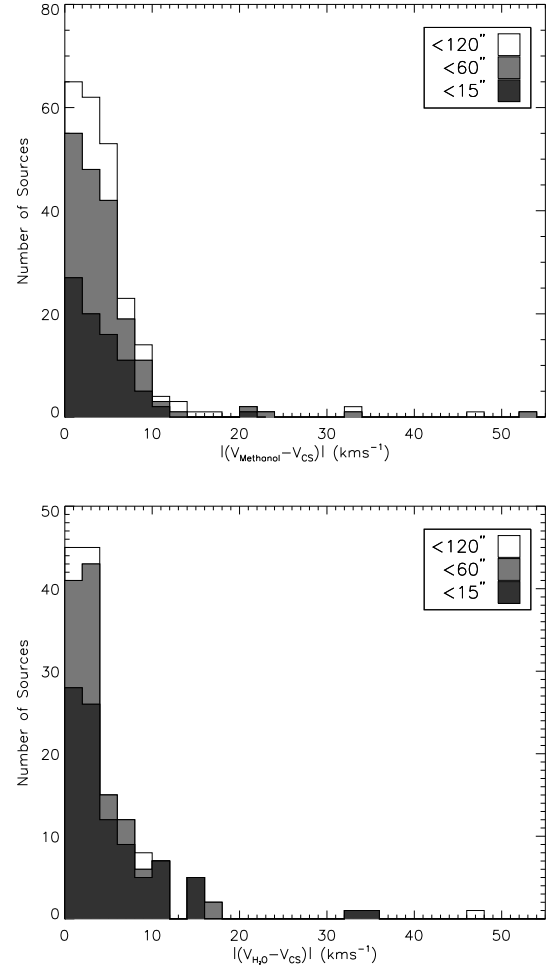 80
60
40
20
0
Number of Sources
<120"
<60"
<15"
0 10 20 30 40 50
|(V_Methanol−V_CS)| (kms⁻¹)
50
40
30
20
10
0
Number of Sources
<120"
<60"
<15"
0 10 20 30 40 50
|(V_H₂O−V_CS)| (kms⁻¹)